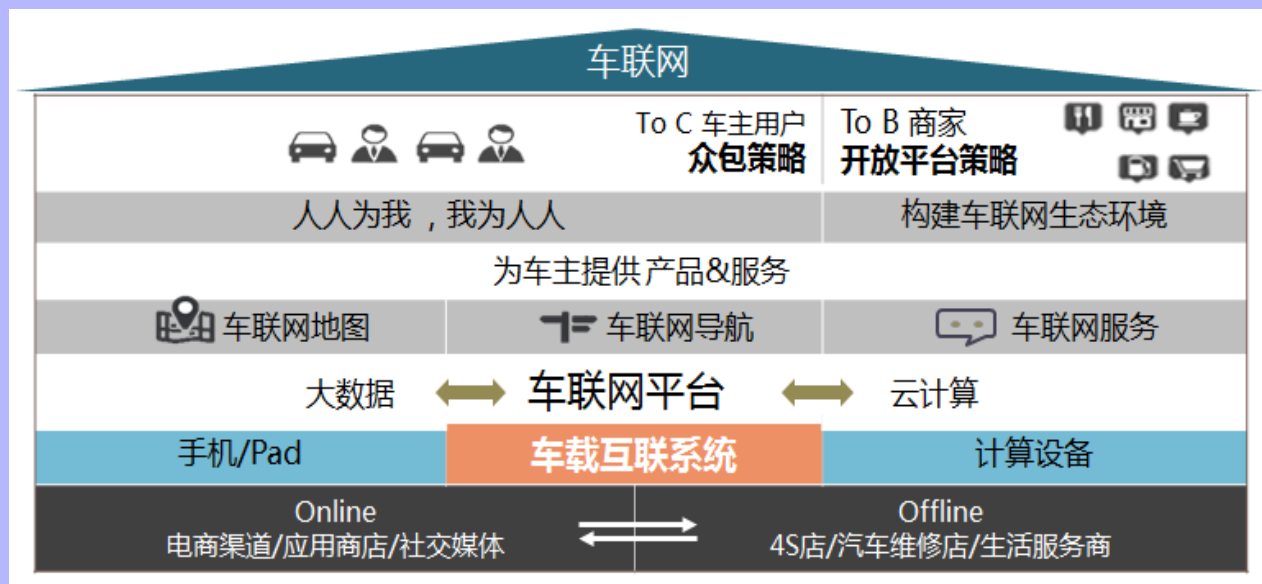 车联网
To C 车主用户
众包策略
To B 商家
开放平台策略
人人为我，我为人人
构建车联网生态环境
为车主提供 产品&服务
车联网地图
车联网导航
车联网服务
大数据
车联网平台
云计算
手机/Pad
车载互联系统
计算设备
Online
电商渠道/应用商店/社交媒体
Offline
4S店/汽车维修店/生活服务商